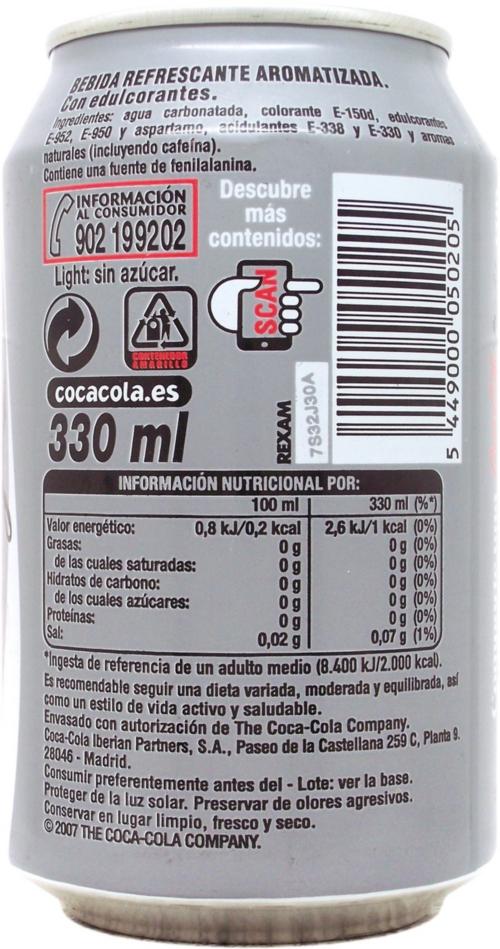 BEBIDA REFRESCANTE AROMATIZADA.
Con edulcorantes.
Ingredientes: agua carbonatada, colorante E-150d, edulcorantes
E-952, E-950 y aspartamo, acidulantes E-338 y E-330 y aromas
naturales (incluyendo cafeína).
Contiene una fuente de fenilalanina.
INFORMACIÓN
AL CONSUMIDOR
902 199202
Light: sin azúcar.
CONTENEDOR
AMARILLO
cocacola.es
330 ml
Descubre
más
contenidos:
SCAN
REXAM
7S32J30A
5 449000 050205
INFORMACIÓN NUTRICIONAL POR:
100 ml 330 ml (%*)
Valor energético: 0,8 kJ/0,2 kcal 2,6 kJ/1 kcal (0%)
Grasas: 0 g 0 g (0%)
de las cuales saturadas: 0 g 0 g (0%)
Hidratos de carbono: 0 g 0 g (0%)
de los cuales azúcares: 0 g 0 g (0%)
Proteínas: 0 g 0 g (0%)
Sal: 0,02 g 0,07 g (1%)
*Ingesta de referencia de un adulto medio (8.400 kJ/2.000 kcal).
Es recomendable seguir una dieta variada, moderada y equilibrada, así
como un estilo de vida activo y saludable.
Envasado con autorización de The Coca-Cola Company.
Coca-Cola Iberian Partners, S.A., Paseo de la Castellana 259 C, Planta 9.
28046 - Madrid.
Consumir preferentemente antes del - Lote: ver la base.
Proteger de la luz solar. Preservar de olores agresivos.
Conservar en lugar limpio, fresco y seco.
© 2007 THE COCA-COLA COMPANY.